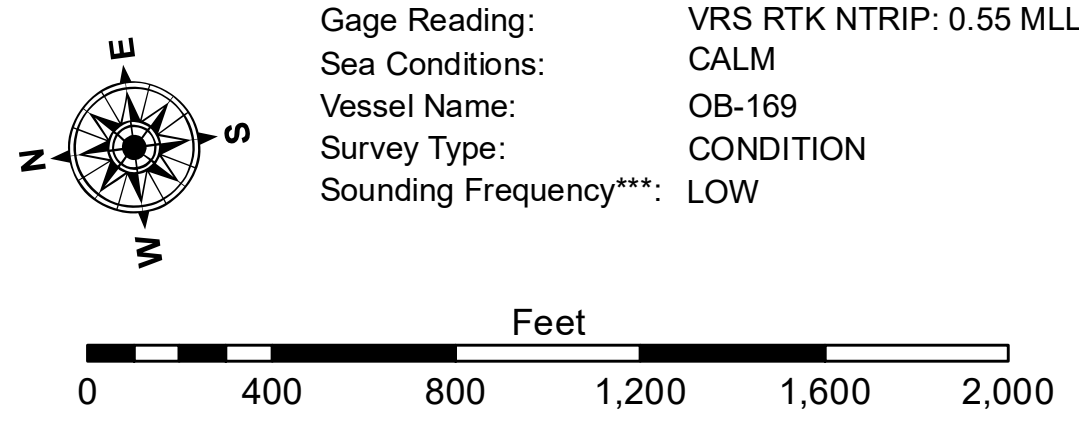 E
N
S
W
Gage Reading: VRS RTK NTRIP: 0.55 MLL
Sea Conditions: CALM
Vessel Name: OB-169
Survey Type: CONDITION
Sounding Frequency***: LOW
Feet
0 400 800 1,200 1,600 2,000